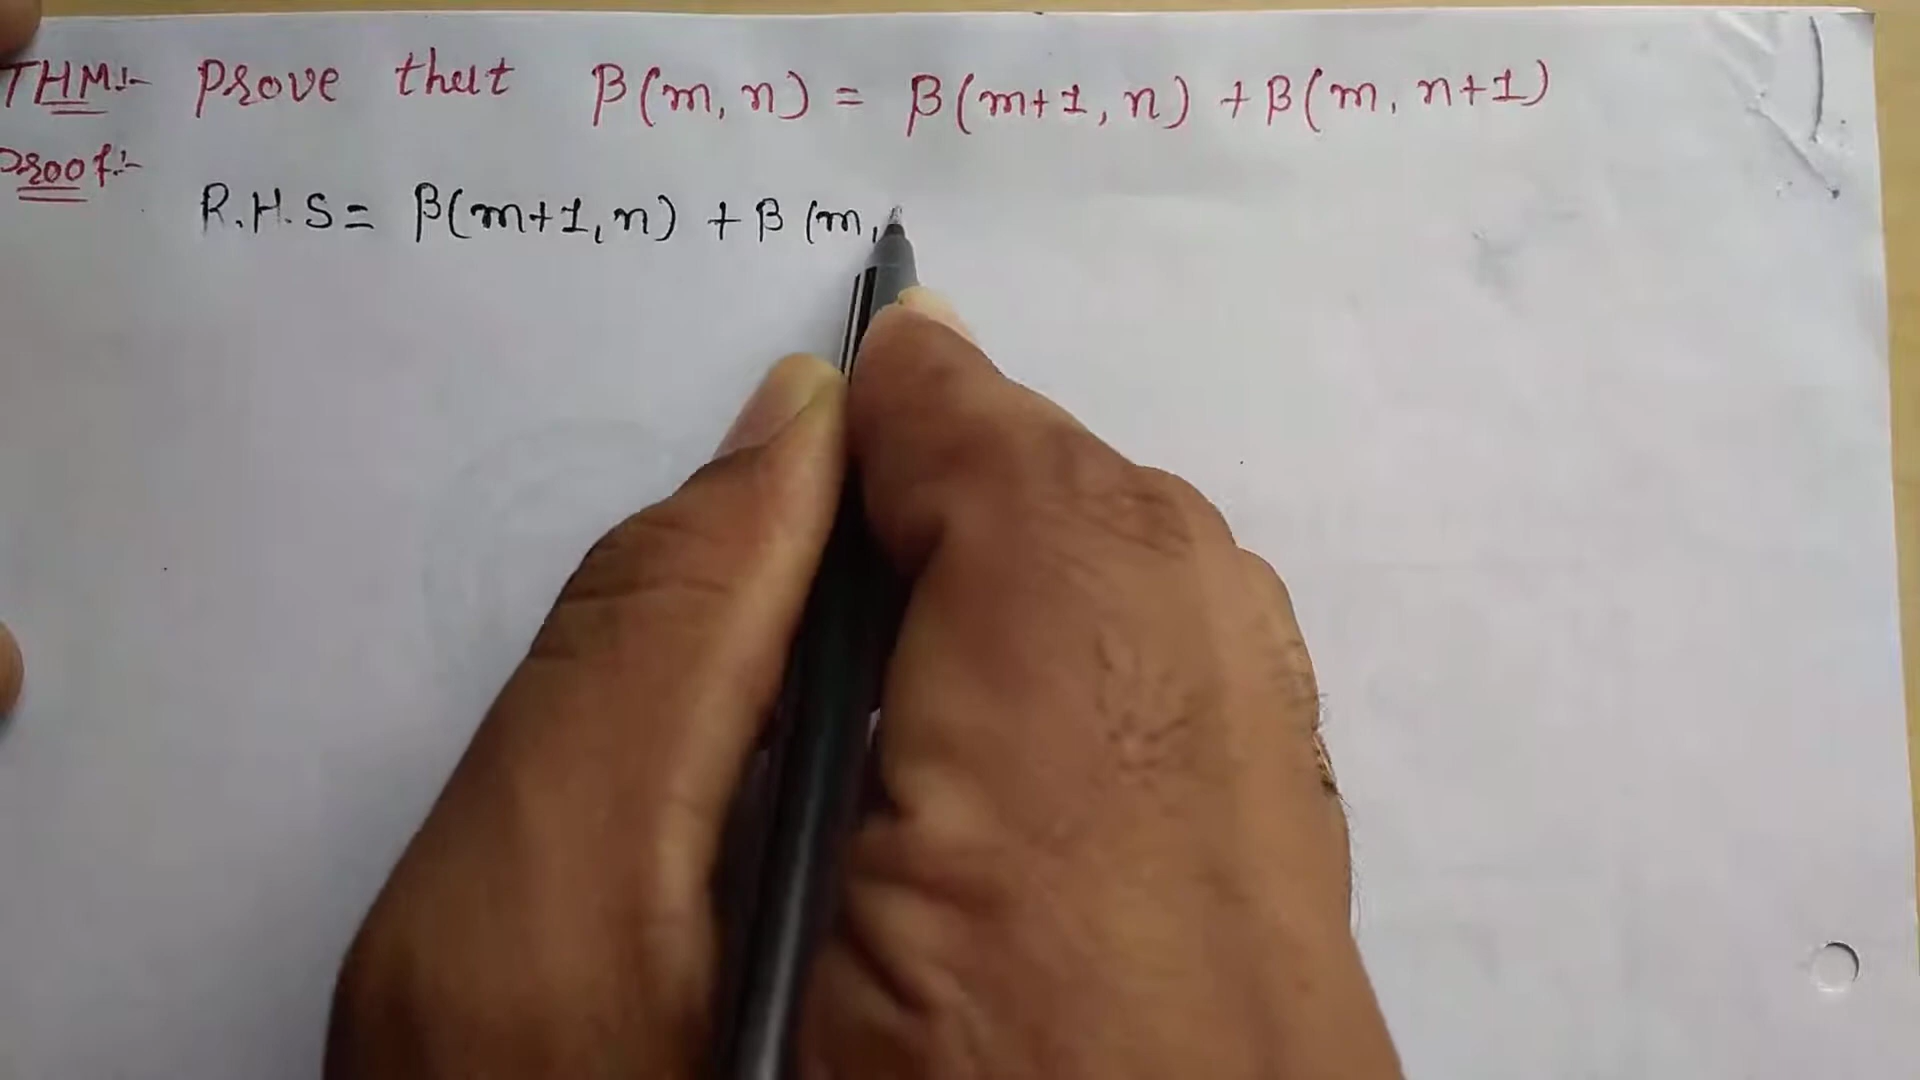 THM:- Prove that β(m, n) = β(m+1, n) + β(m, n+1)
Proof:-
R.H.S = β(m+1, n) + β (m,